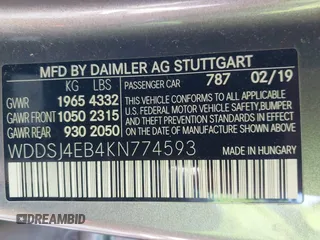 MFD BY DAIMLER AG STUTTGART
KG LBS PASSENGER CAR 787 02/19
GVWR 1965 4332
GAWR FRONT 1050 2315
GAWR REAR 930 2050
THIS VEHICLE CONFORMS TO ALL APPLICABLE
U.S. FEDERAL MOTOR VEHICLE SAFETY, BUMPER,
AND THEFT PREVENTION STANDARDS IN EFFECT
ON THE DATE OF MANUFACTURE SHOWN ABOVE.
WDDSJ4EB4KN774593
MADE IN HUNGARY
DREAMBID